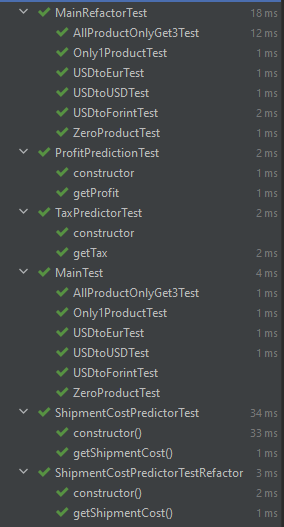 MainRefactorTest 18 ms
AllProductOnlyGet3Test 12 ms
Only1ProductTest 1 ms
USDtoEurTest 1 ms
USDtoUSDTest 1 ms
USDtoForintTest 2 ms
ZeroProductTest 1 ms
ProfitPredictionTest 2 ms
constructor 1 ms
getProfit 1 ms
TaxPredictorTest 2 ms
constructor
getTax 2 ms
MainTest 4 ms
AllProductOnlyGet3Test 1 ms
Only1ProductTest 1 ms
USDtoEurTest 1 ms
USDtoUSDTest 1 ms
USDtoForintTest
ZeroProductTest
ShipmentCostPredictorTest 34 ms
constructor() 33 ms
getShipmentCost() 1 ms
ShipmentCostPredictorTestRefactor 3 ms
constructor() 2 ms
getShipmentCost() 1 ms